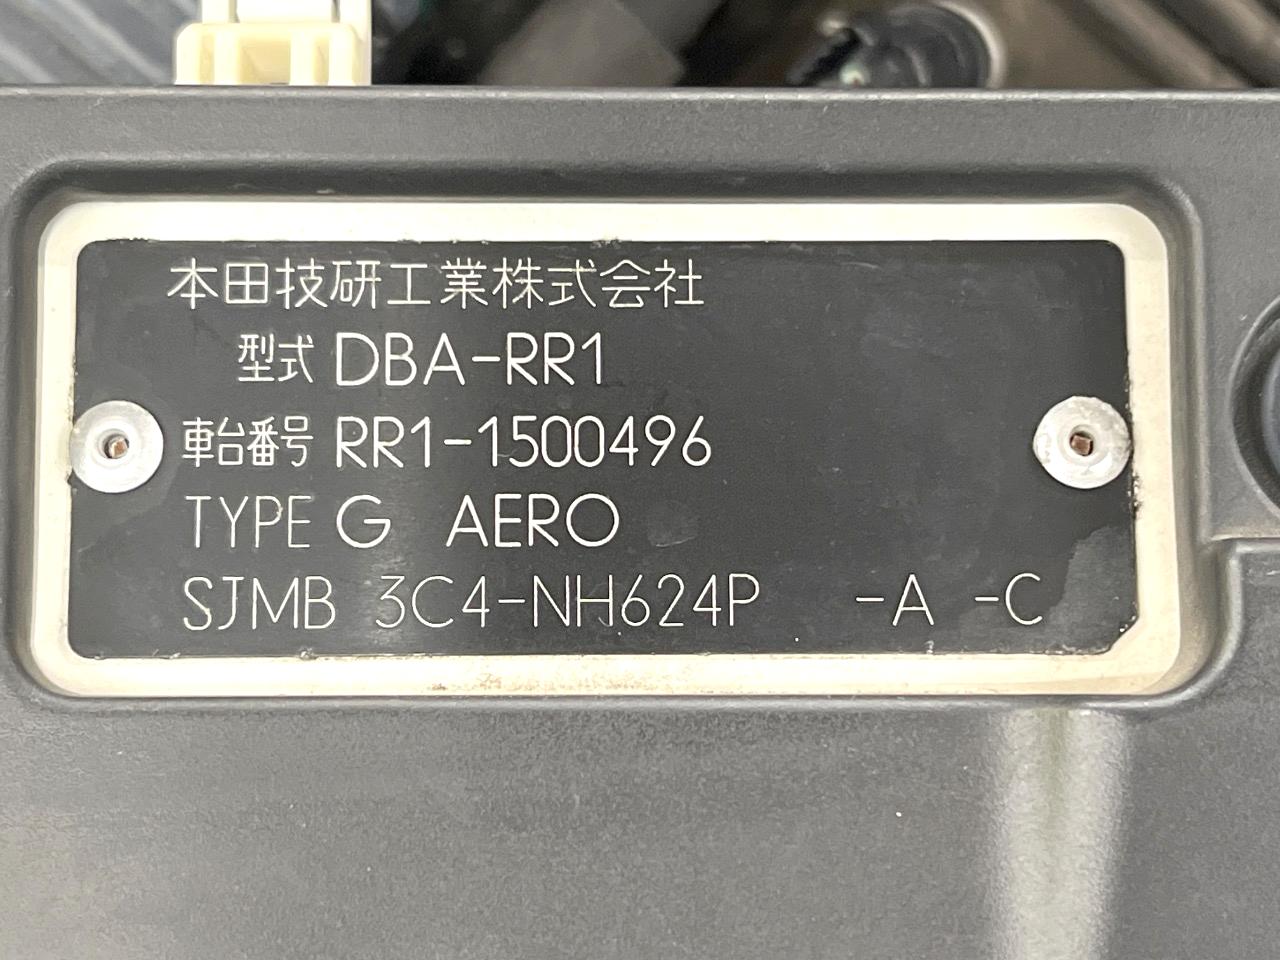 本田技研工業株式会社
型式 DBA-RR1
車台番号 RR1-1500496
TYPE G AERO
SJMB 3C4-NH624P -A -C